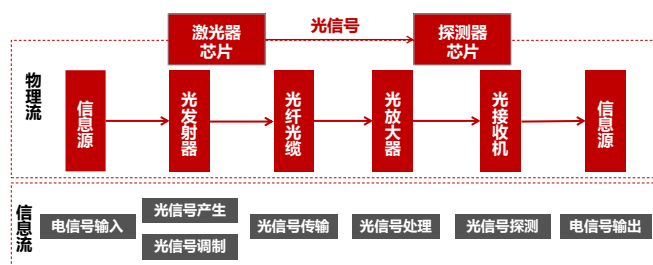 激光器
芯片
光信号
探测器
芯片
物理流
信息源
光发射器
光纤光缆
光放大器
光接收机
信息源
信息流
电信号输入
光信号产生
光信号调制
光信号传输
光信号处理
光信号探测
电信号输出